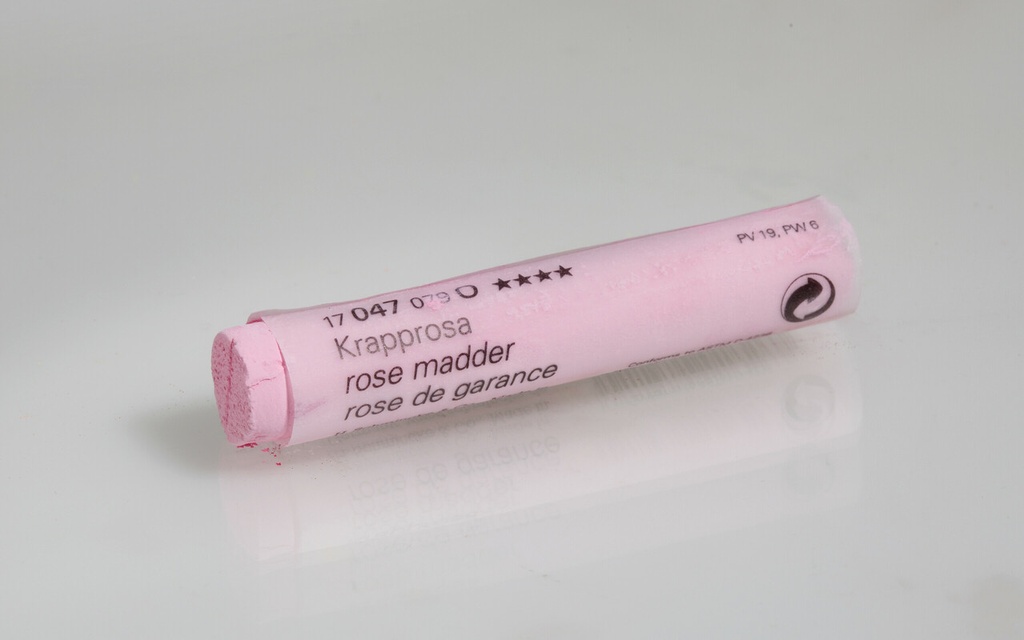 17 047 079 O ★★★★
Krapprosa
rose madder
rose de garance
PV 19, PW 6